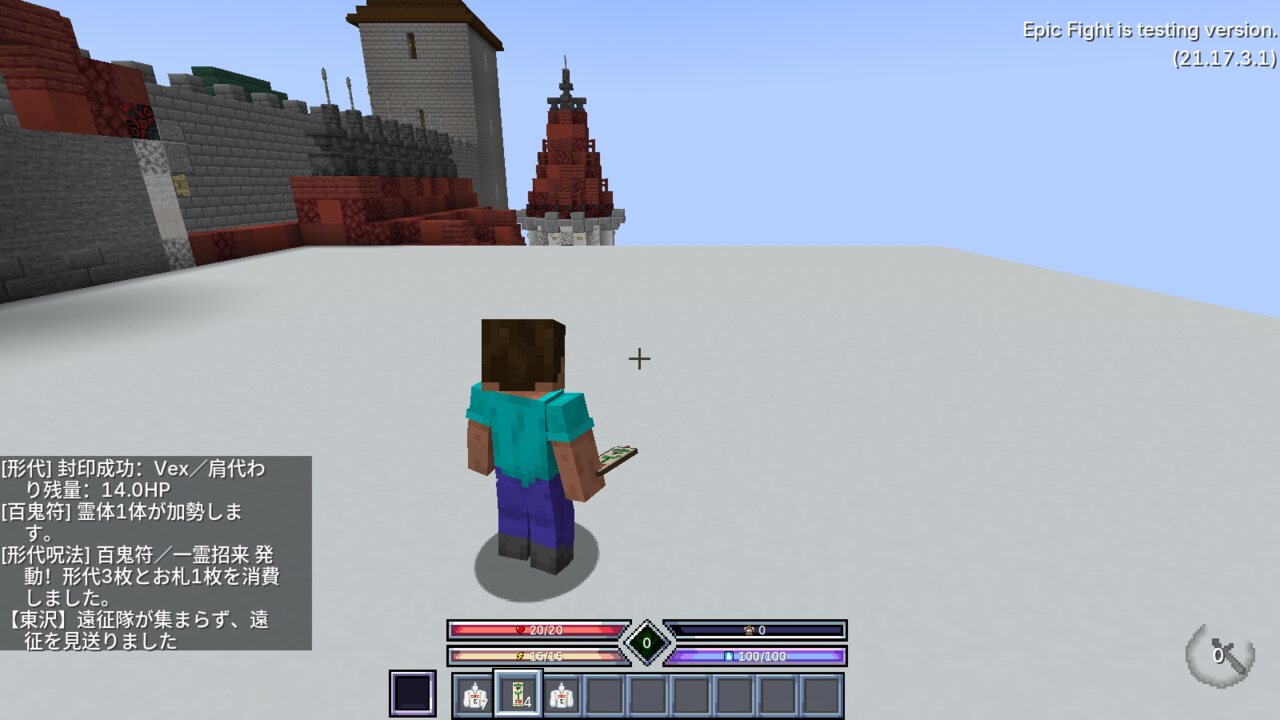 Epic Fight is testing version.
(21.17.3.1)
[形代] 封印成功：Vex／肩代わ
り残量：14.0HP
[百鬼符] 霊体1体が加勢しま
す。
[形代呪法] 百鬼符／一霊招来 発
動！形代3枚とお札1枚を消費
しました。
【東沢】遠征隊が集まらず、遠
征を見送りました
20/20
0
0
15/15
100/100
7
4
0